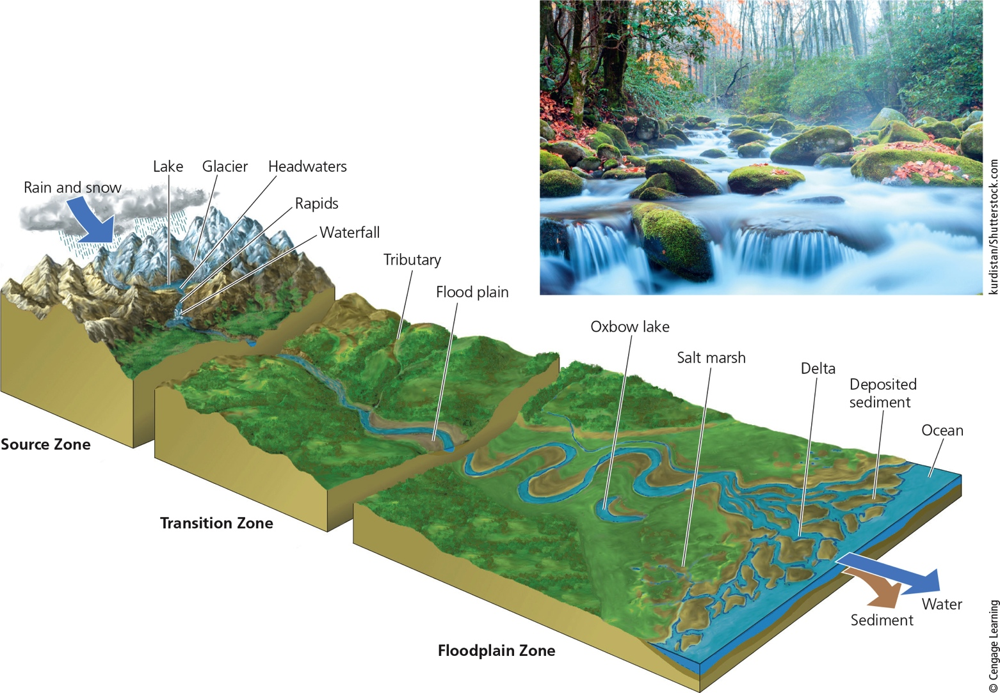 Rain and snow
Lake
Glacier
Headwaters
Rapids
Waterfall
Tributary
Flood plain
Oxbow lake
Salt marsh
Delta
Deposited
sediment
Ocean
Source Zone
Transition Zone
Floodplain Zone
Water
Sediment
kurdistan/Shutterstock.com
© Cengage Learning